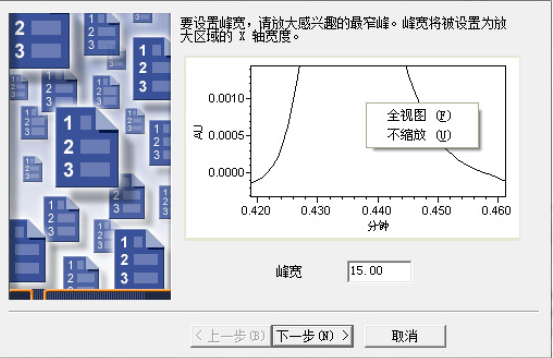 要设置峰宽，请放大感兴趣的最窄峰。峰宽将被设置为放
大区域的 X 轴宽度。
1
2
3
0.0010
0.0005
0.0000
AU
全视图 (F)
不缩放 (U)
0.420 0.430 0.440 0.450 0.460
分钟
峰宽 15.00
< 上一步(B) 下一步(N) > 取消